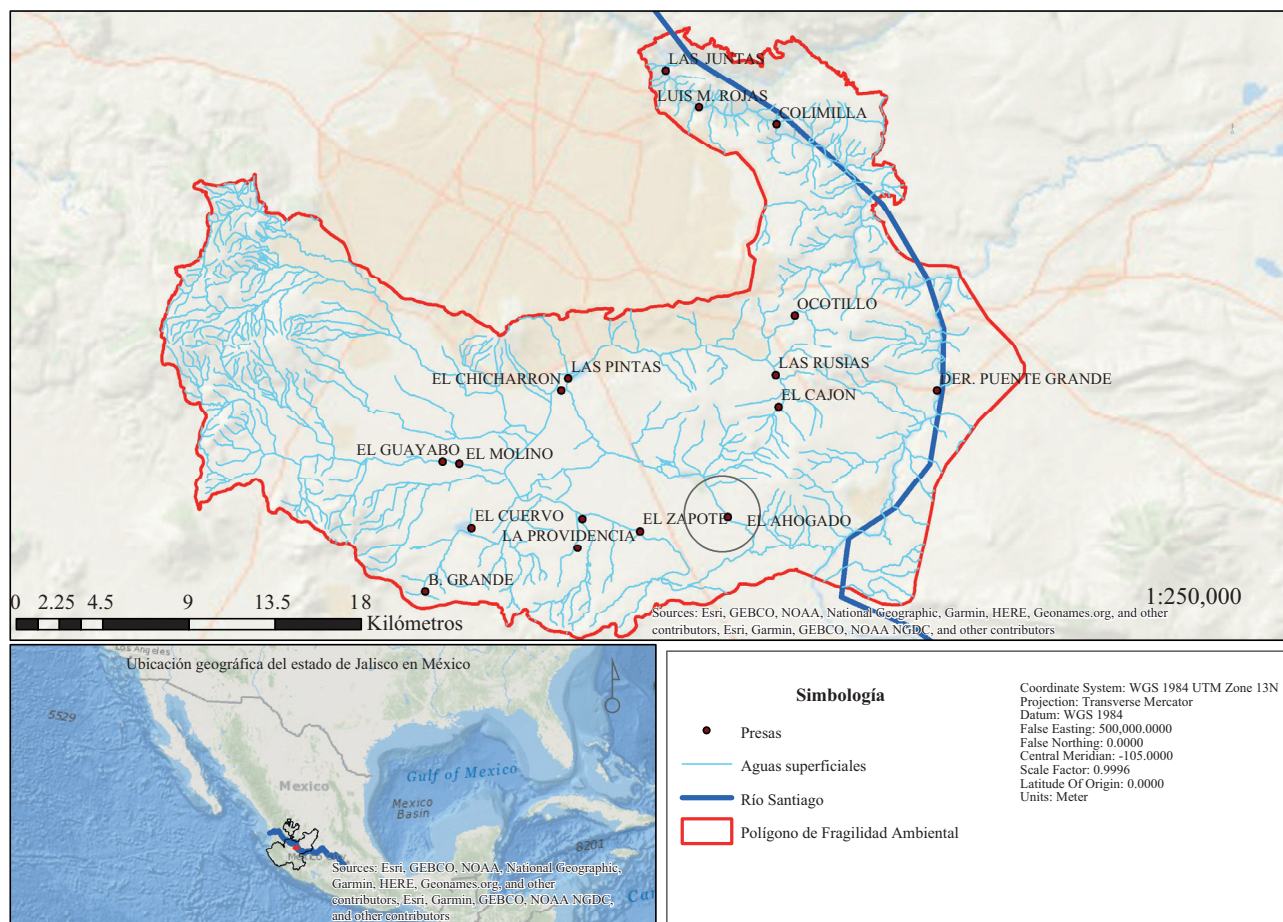 LAS JUNTAS
LUIS M. ROJAS
COLIMILLA
OCOTILLO
LAS PINTAS
LAS RUSIAS
EL CHICHARRON
DER. PUENTE GRANDE
EL CAJON
EL GUAYABO
EL MOLINO
EL CUERVO
EL ZAPOTE
EL AHOGADO
LA PROVIDENCIA
B. GRANDE
0 2.25 4.5 9 13.5 18
Kilómetros
1:250,000
Sources: Esri, GEBCO, NOAA, National Geographic, Garmin, HERE, Geonames.org, and other
contributors, Esri, Garmin, GEBCO, NOAA NGDC, and other contributors
Ubicación geográfica del estado de Jalisco en México
Los Angeles
5529
Mexico
Gulf of Mexico
Mexico
Basin
8201
Sources: Esri, GEBCO, NOAA, National Geographic,
Garmin, HERE, Geonames.org, and other
contributors, Esri, Garmin, GEBCO, NOAA NGDC,
and other contributors
Simbología
Presas
Aguas superficiales
Río Santiago
Polígono de Fragilidad Ambiental
Coordinate System: WGS 1984 UTM Zone 13N
Projection: Transverse Mercator
Datum: WGS 1984
False Easting: 500,000.0000
False Northing: 0.0000
Central Meridian: -105.0000
Scale Factor: 0.9996
Latitude Of Origin: 0.0000
Units: Meter